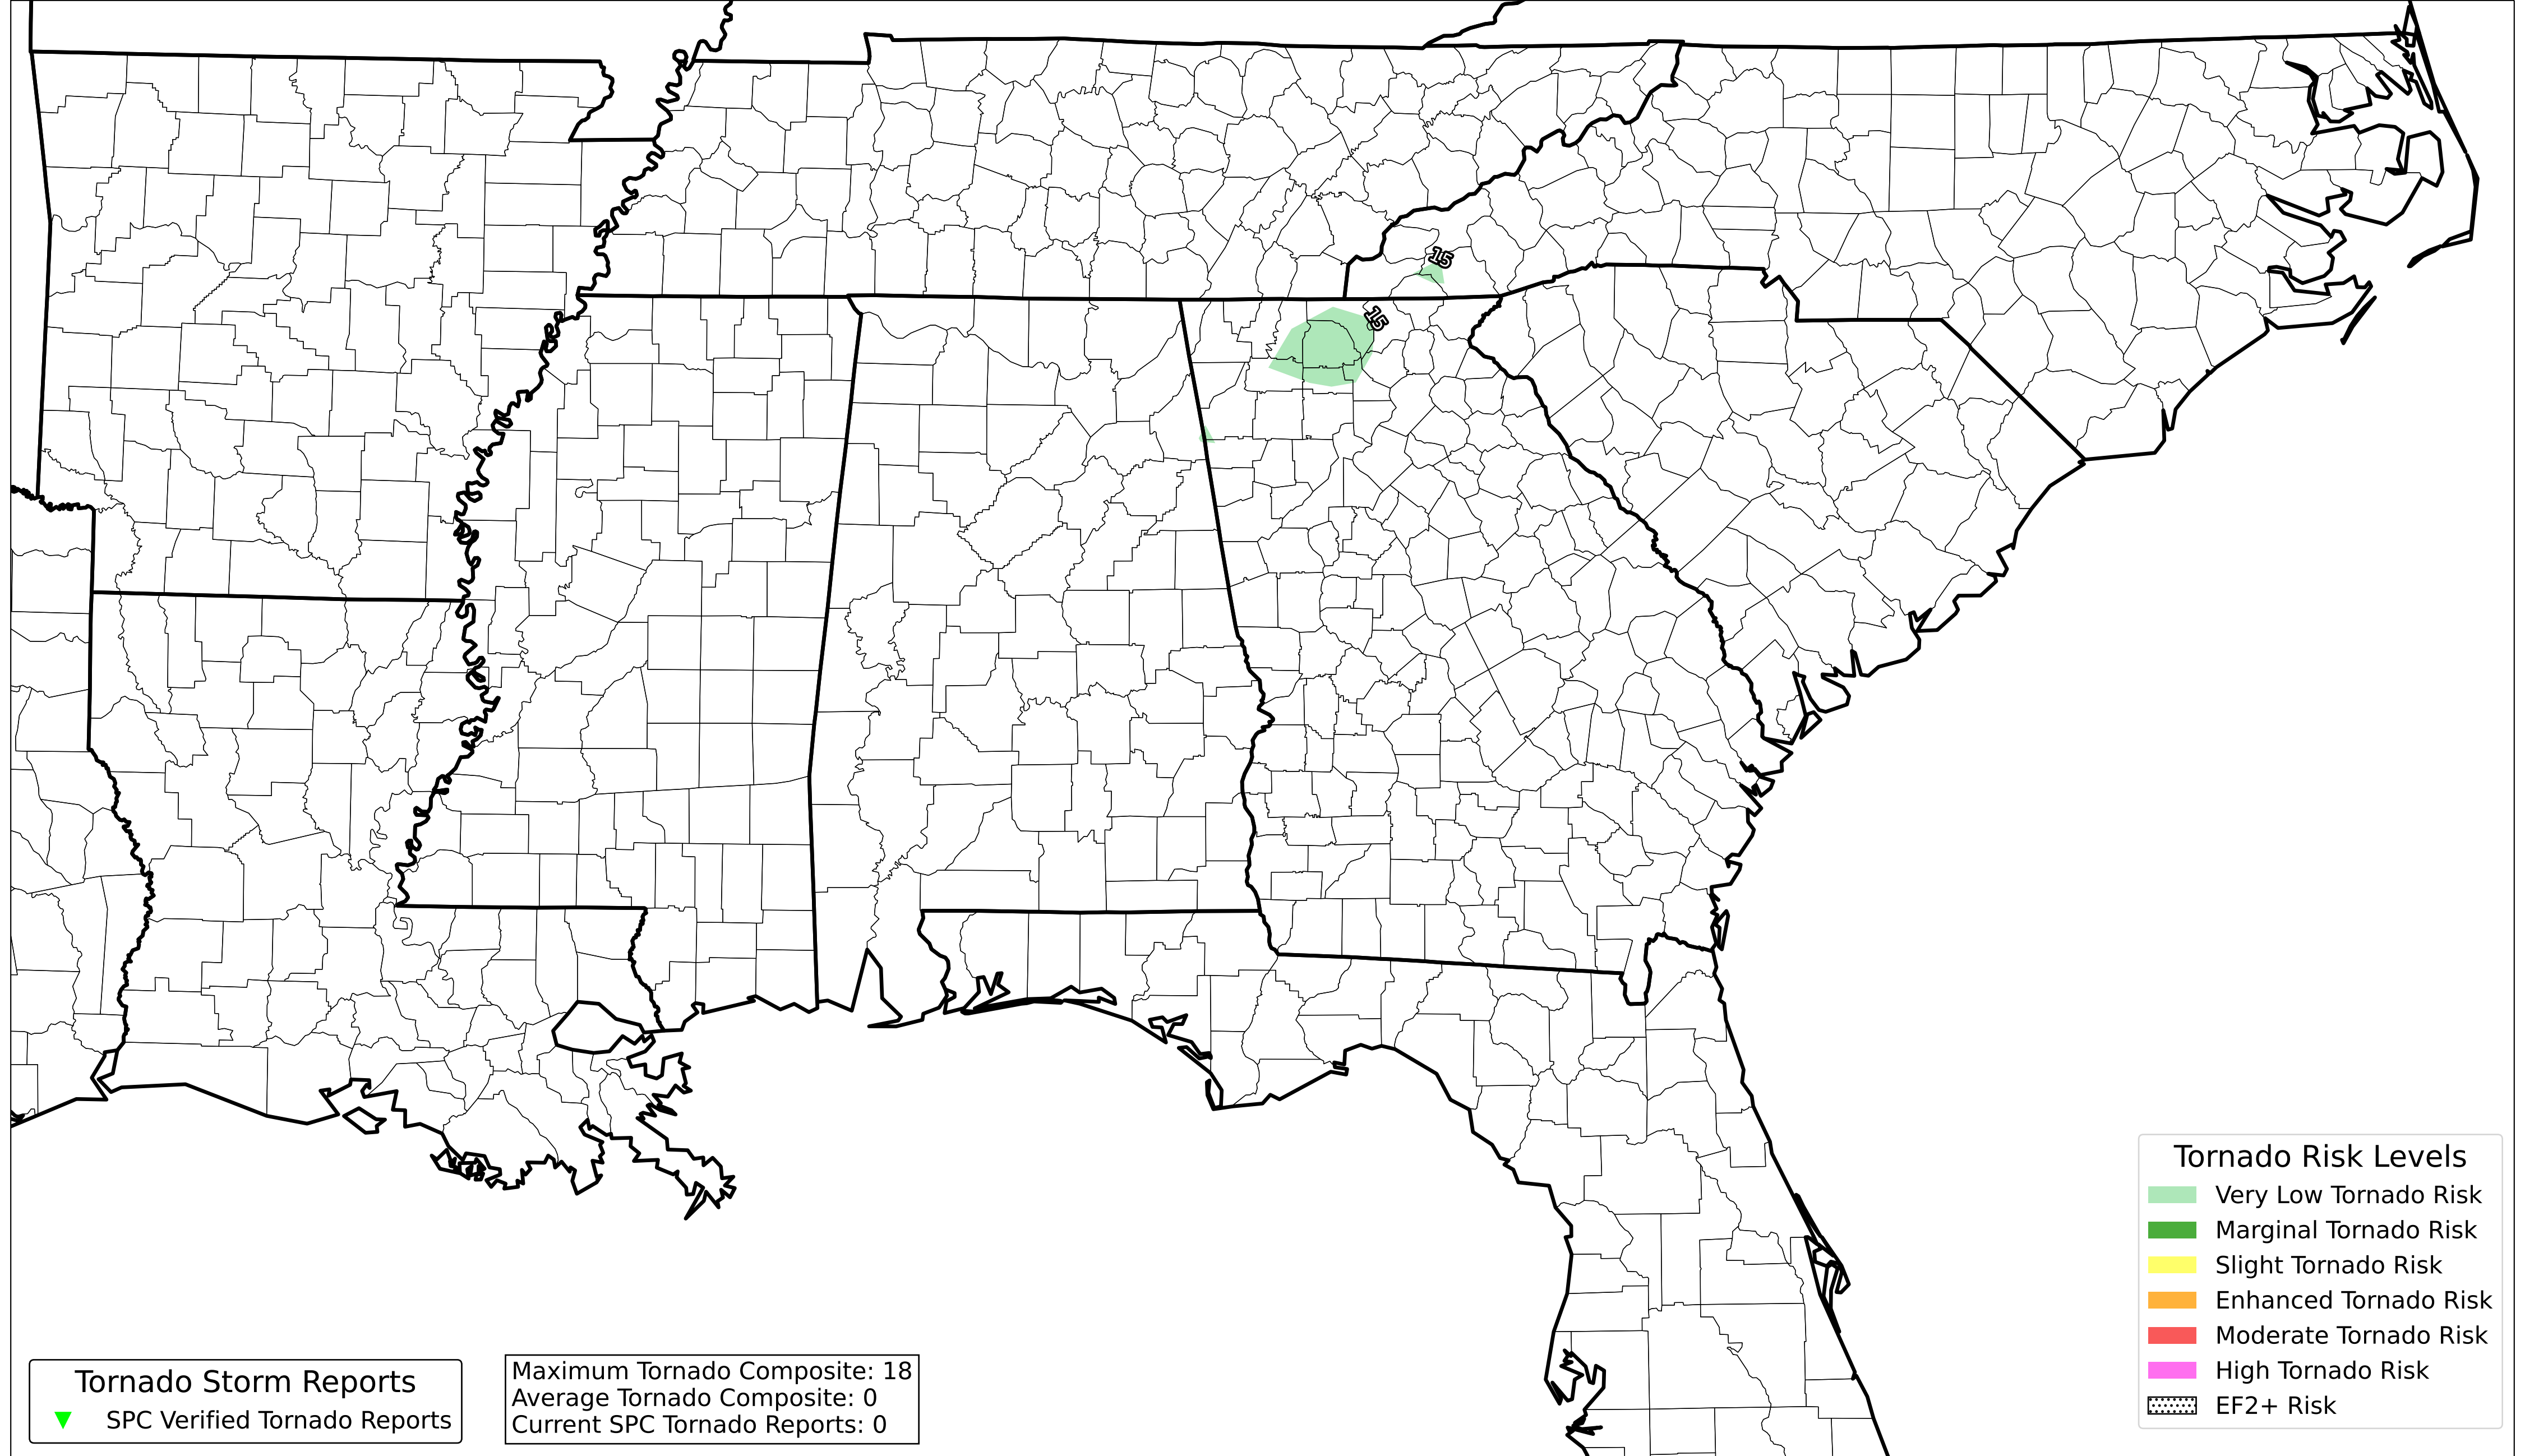 15
15
Tornado Risk Levels
Very Low Tornado Risk
Marginal Tornado Risk
Slight Tornado Risk
Enhanced Tornado Risk
Moderate Tornado Risk
High Tornado Risk
EF2+ Risk
Tornado Storm Reports
SPC Verified Tornado Reports
Maximum Tornado Composite: 18
Average Tornado Composite: 0
Current SPC Tornado Reports: 0